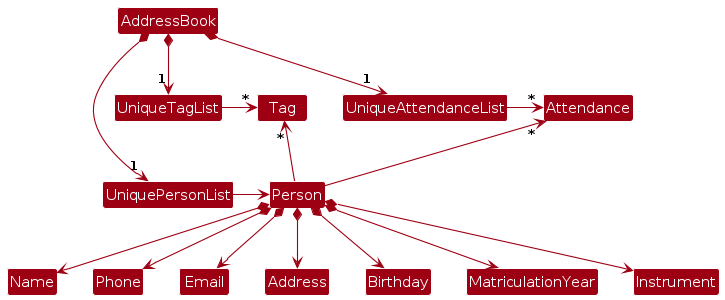 AddressBook
1
1
UniqueTagList
*
Tag
UniqueAttendanceList
*
Attendance
*
*
1
UniquePersonList
Person
Name
Phone
Email
Address
Birthday
MatriculationYear
Instrument